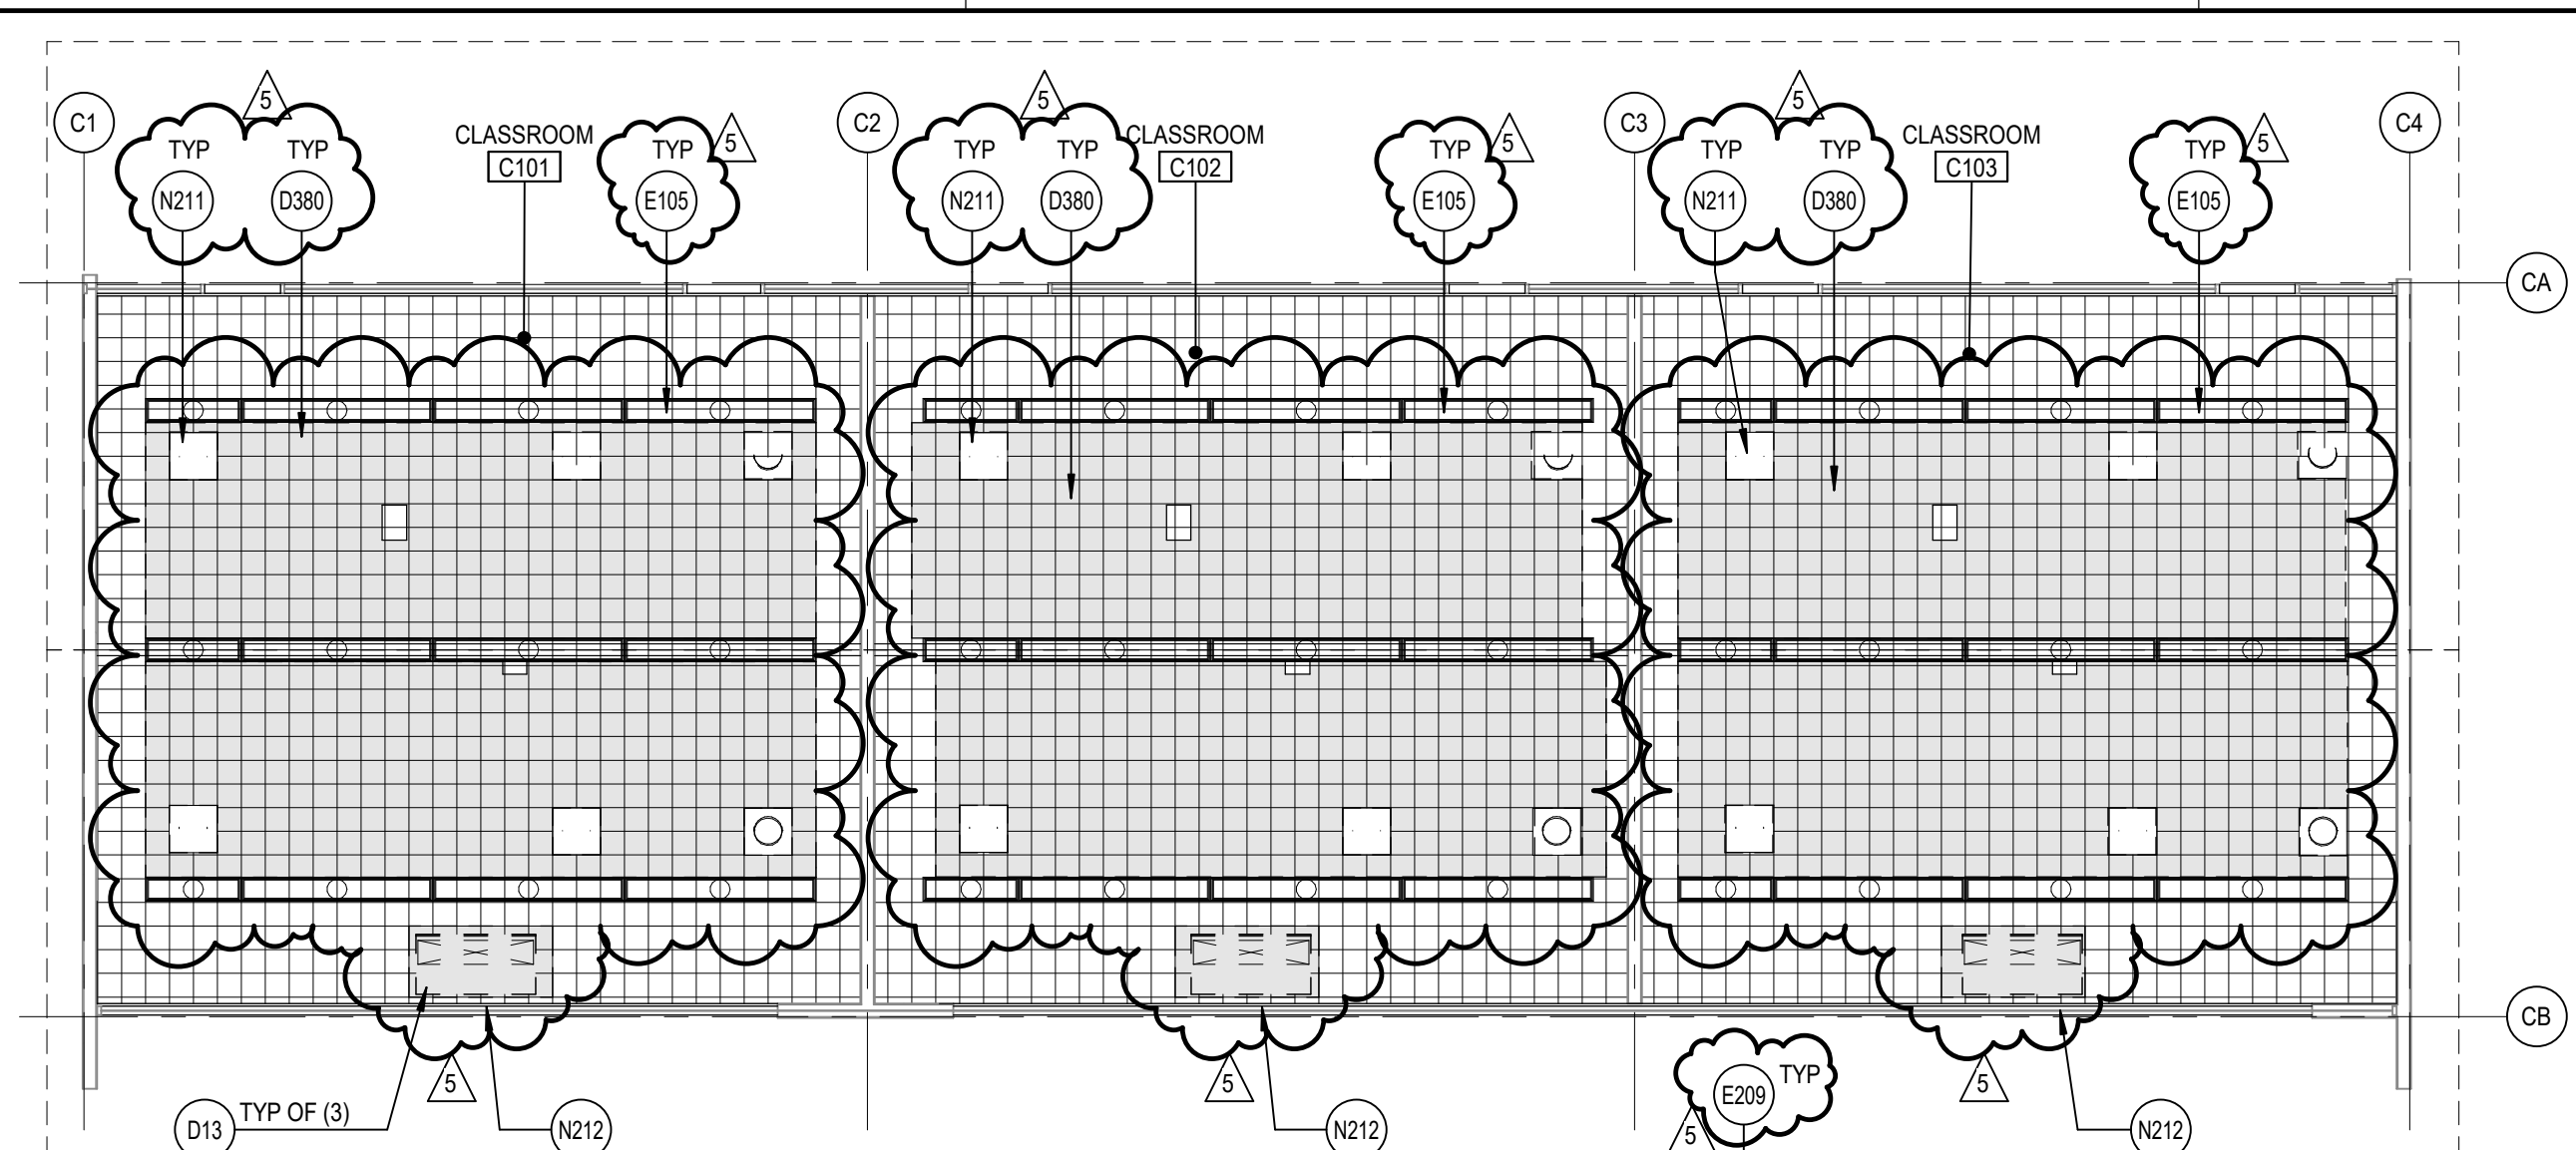 5
5
5
C1
C2
C3
C4
CLASSROOM
C101
CLASSROOM
C102
CLASSROOM
C103
TYP
TYP
TYP
5
TYP
TYP
TYP
5
TYP
TYP
TYP
5
N211
D380
E105
N211
D380
E105
N211
D380
E105
CA
CB
5
5
5
TYP
E209
D13
TYP OF (3)
N212
N212
5
N212